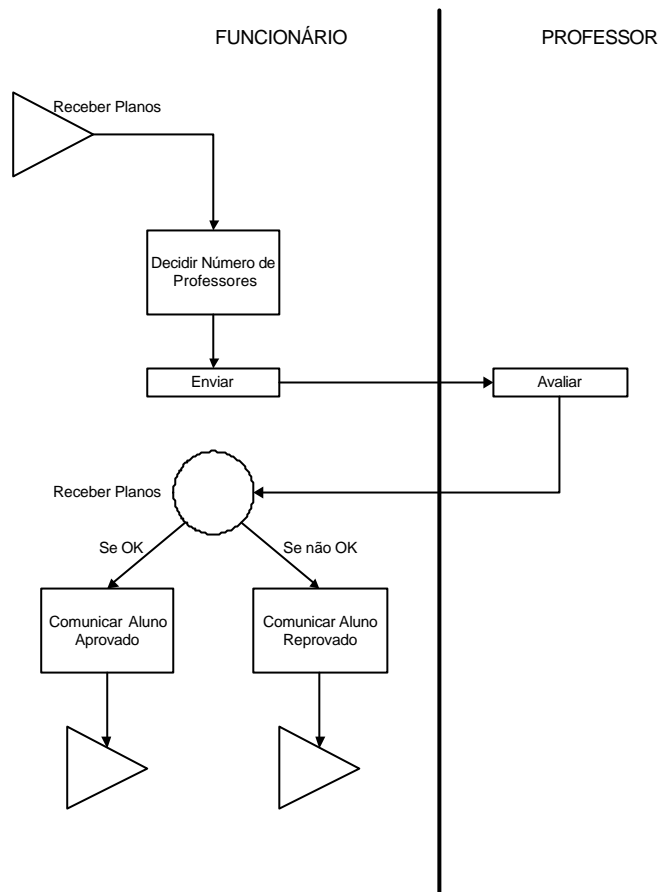 FUNCIONÁRIO
PROFESSOR
Receber Planos
Decidir Número de
Professores
Enviar
Avaliar
Receber Planos
Se OK
Se não OK
Comunicar Aluno
Aprovado
Comunicar Aluno
Reprovado